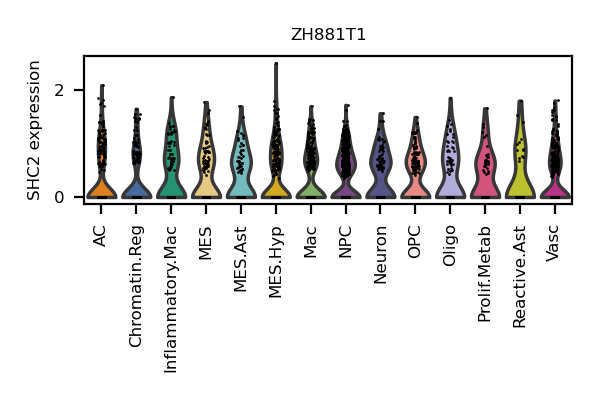 ZH881T1
SHC2 expression
2
0
AC
Chromatin.Reg
Inflammatory.Mac
MES
MES.Ast
MES.Hyp
Mac
NPC
Neuron
OPC
Oligo
Prolif.Metab
Reactive.Ast
Vasc